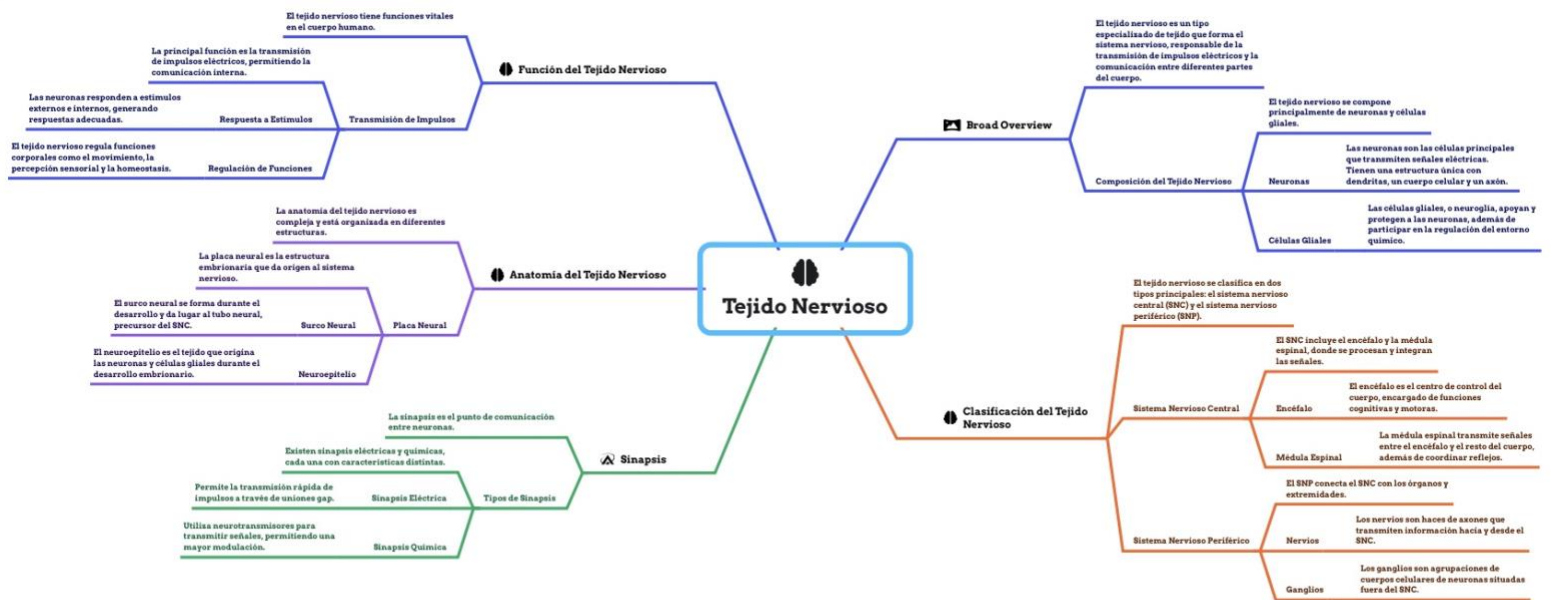 Tejido Nervioso
Broad Overview
El tejido nervioso es un tipo
especializado de tejido que forma el
sistema nervioso, responsable de la
transmisión de impulsos eléctricos y la
comunicación entre diferentes partes
del cuerpo.
Composición del Tejido Nervioso
El tejido nervioso se compone
principalmente de neuronas y células
gliales.
Neuronas
Las neuronas son las células principales
que transmiten señales eléctricas.
Tienen una estructura única con
dendritas, un cuerpo celular y un axón.
Células Gliales
Las células gliales, o neuroglia, apoyan y
protegen a las neuronas, además de
participar en la regulación del entorno
químico.
Clasificación del Tejido
Nervioso
El tejido nervioso se clasifica en dos
tipos principales: el sistema nervioso
central (SNC) y el sistema nervioso
periférico (SNP).
Sistema Nervioso Central
El SNC incluye el encéfalo y la médula
espinal, donde se procesan y integran
las señales.
Encéfalo
El encéfalo es el centro de control del
cuerpo, encargado de funciones
cognitivas y motoras.
Médula Espinal
La médula espinal transmite señales
entre el encéfalo y el resto del cuerpo,
además de coordinar reflejos.
Sistema Nervioso Periférico
El SNP conecta el SNC con los órganos y
extremidades.
Nervios
Los nervios son haces de axones que
transmiten información hacia y desde el
SNC.
Ganglios
Los ganglios son agrupaciones de
cuerpos celulares de neuronas situadas
fuera del SNC.
Función del Tejido Nervioso
El tejido nervioso tiene funciones vitales
en el cuerpo humano.
Transmisión de Impulsos
La principal función es la transmisión
de impulsos eléctricos, permitiendo la
comunicación interna.
Respuesta a Estímulos
Las neuronas responden a estímulos
externos e internos, generando
respuestas adecuadas.
Regulación de Funciones
El tejido nervioso regula funciones
corporales como el movimiento, la
percepción sensorial y la homeostasis.
Anatomía del Tejido Nervioso
La anatomía del tejido nervioso es
compleja y está organizada en diferentes
estructuras.
Placa Neural
La placa neural es la estructura
embrionaria que da origen al sistema
nervioso.
Surco Neural
El surco neural se forma durante el
desarrollo y da lugar al tubo neural,
precursor del SNC.
Neuroepitelio
El neuroepitelio es el tejido que origina
las neuronas y células gliales durante el
desarrollo embrionario.
Sinapsis
La sinapsis es el punto de comunicación
entre neuronas.
Tipos de Sinapsis
Existen sinapsis eléctricas y químicas,
cada una con características distintas.
Sinapsis Eléctrica
Permite la transmisión rápida de
impulsos a través de uniones gap.
Sinapsis Química
Utiliza neurotransmisores para
transmitir señales, permitiendo una
mayor modulación.